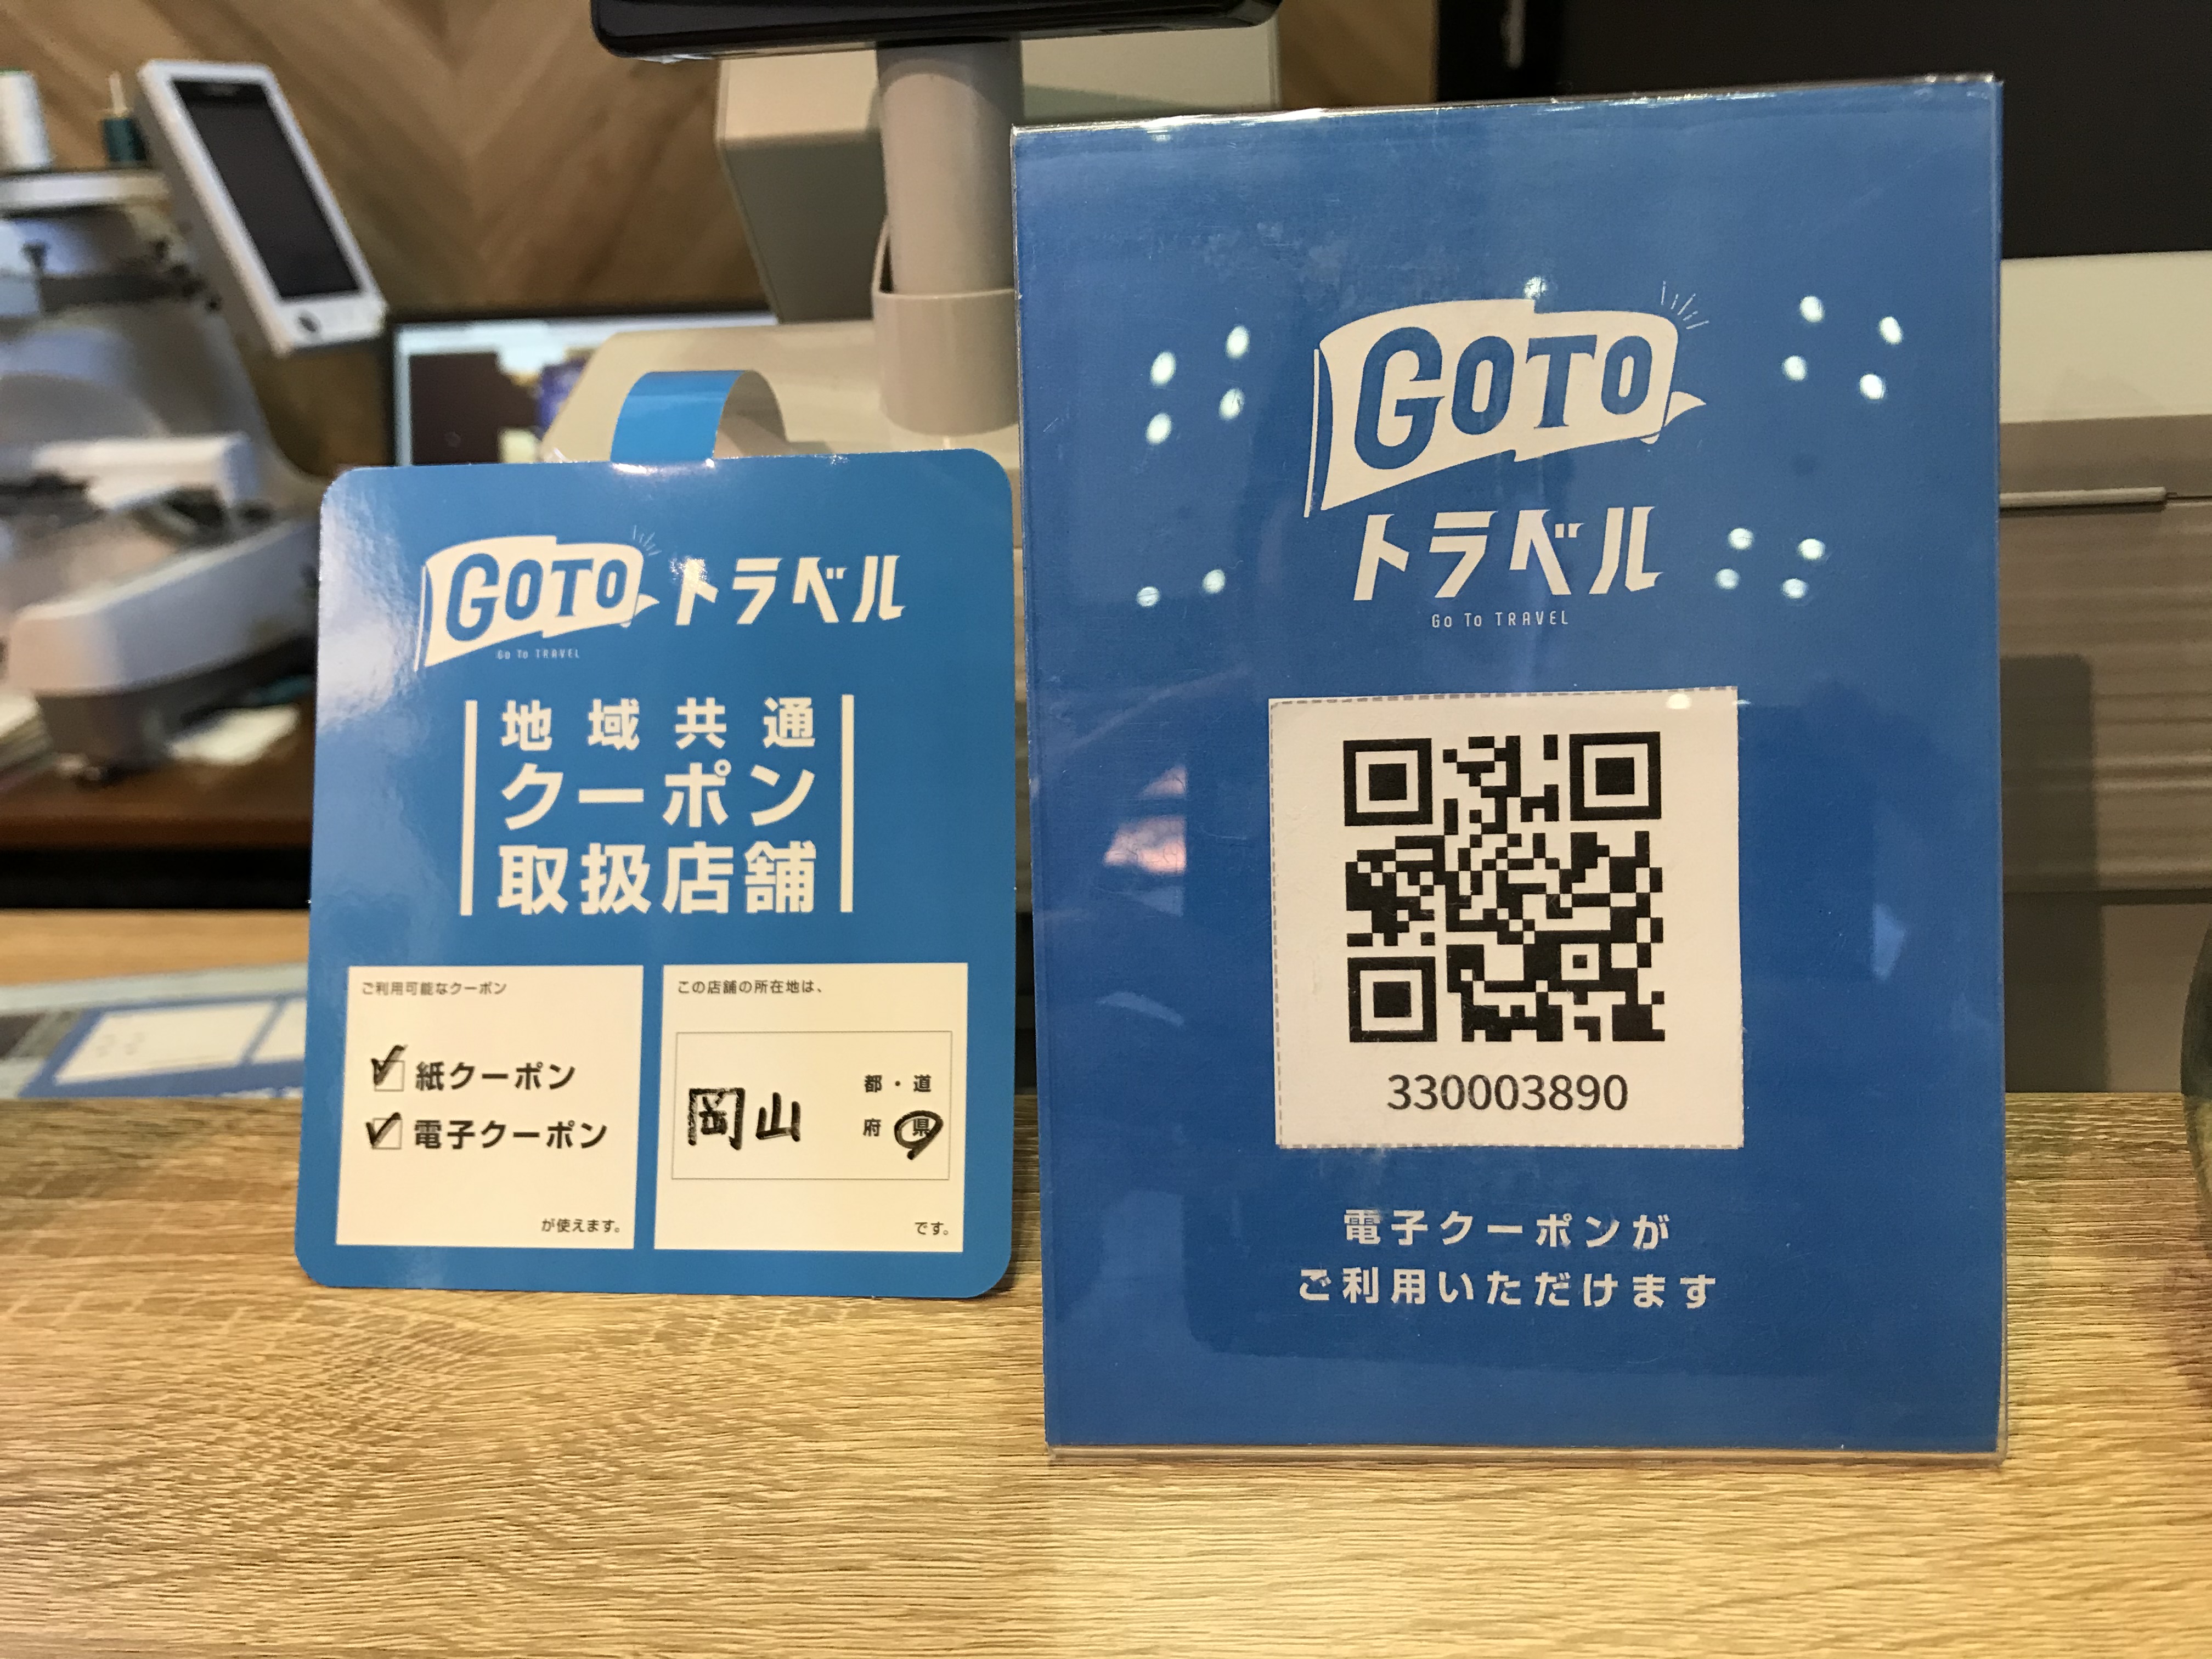 GOTO トラベル
Go To TRAVEL
地域共通
クーポン
取扱店舗
ご利用可能なクーポン
紙クーポン
電子クーポン
が使えます。
この店舗の所在地は、
岡山
都・道
府 県
です。
GOTO
トラベル
Go To TRAVEL
330003890
電子クーポンが
ご利用いただけます